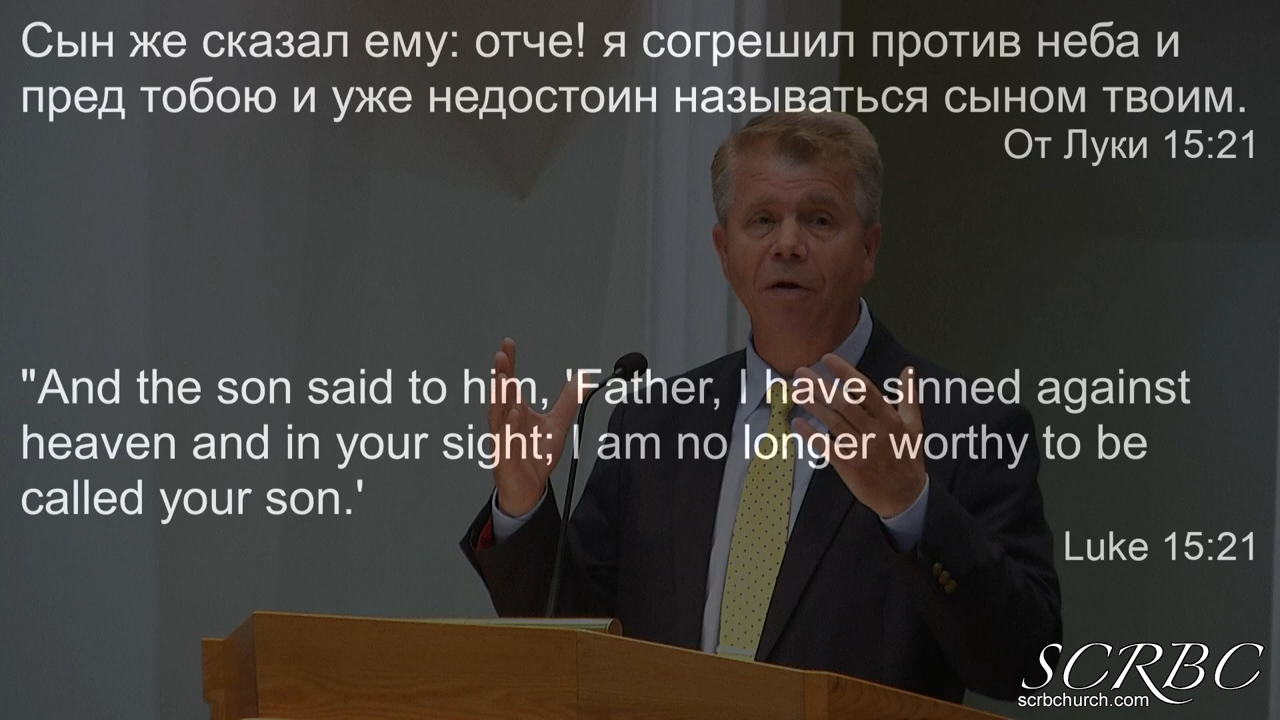 Сын же сказал ему: отче! я согрешил против неба и
пред тобою и уже недостоин называться сыном твоим.
От Луки 15:21
"And the son said to him, 'Father, I have sinned against
heaven and in your sight; I am no longer worthy to be
called your son.'
Luke 15:21
SCRBC
scrbchurch.com